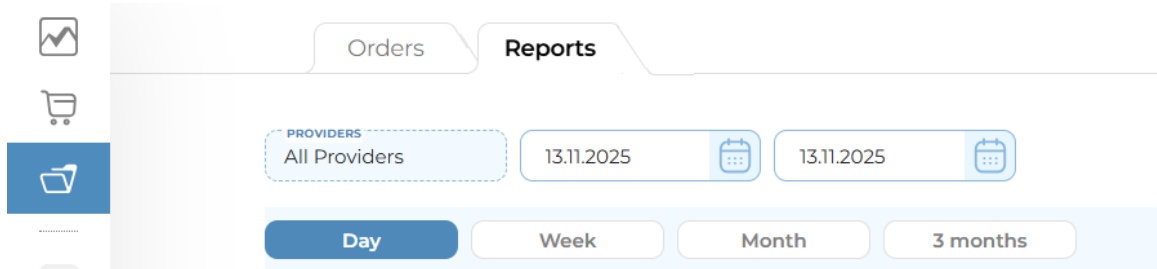 Orders
Reports
PROVIDERS
All Providers
13.11.2025
13.11.2025
Day
Week
Month
3 months